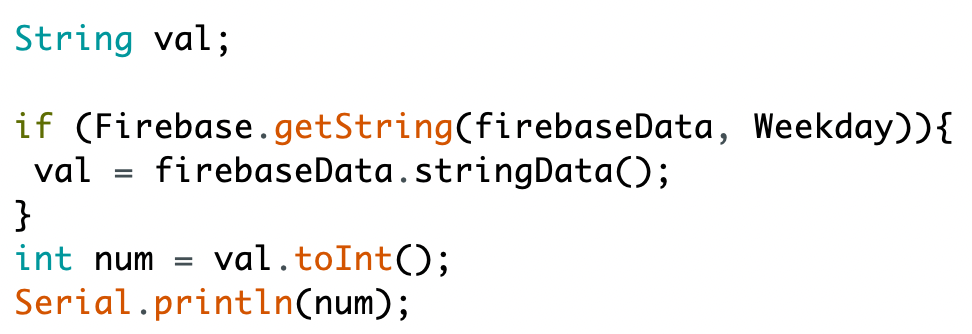 String val;
if (Firebase.getString(firebaseData, Weekday)){
val = firebaseData.stringData();
}
int num = val.toInt();
Serial.println(num);